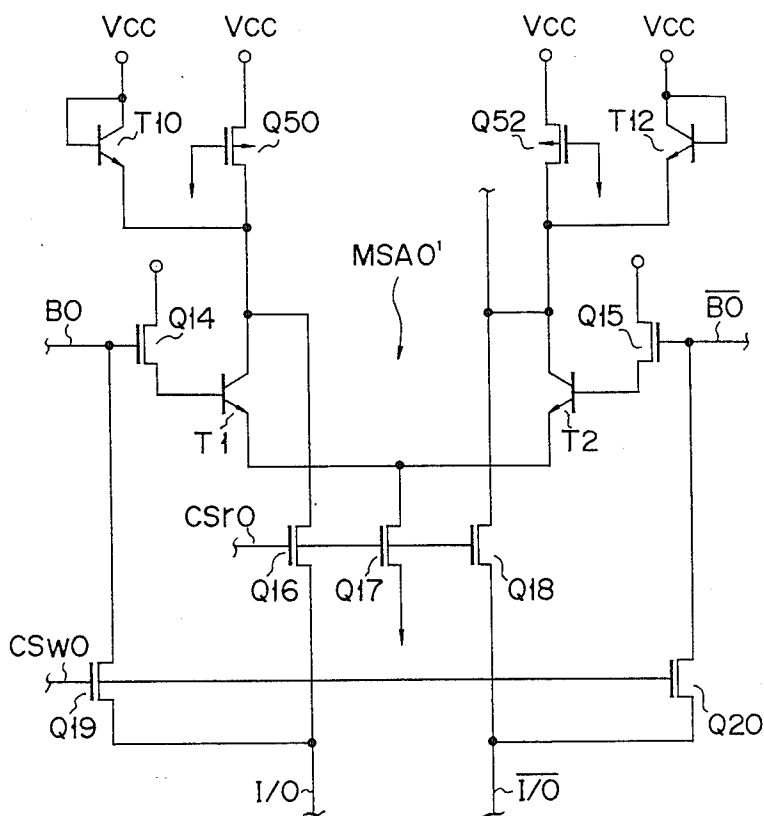 VCC
VCC
VCC
VCC
T10
Q50
Q52
T12
MSA0'
B0
Q14
Q15
B0
T1
T2
CSr0
Q16
Q17
Q18
CSW0
Q19
Q20
I/O
I/O